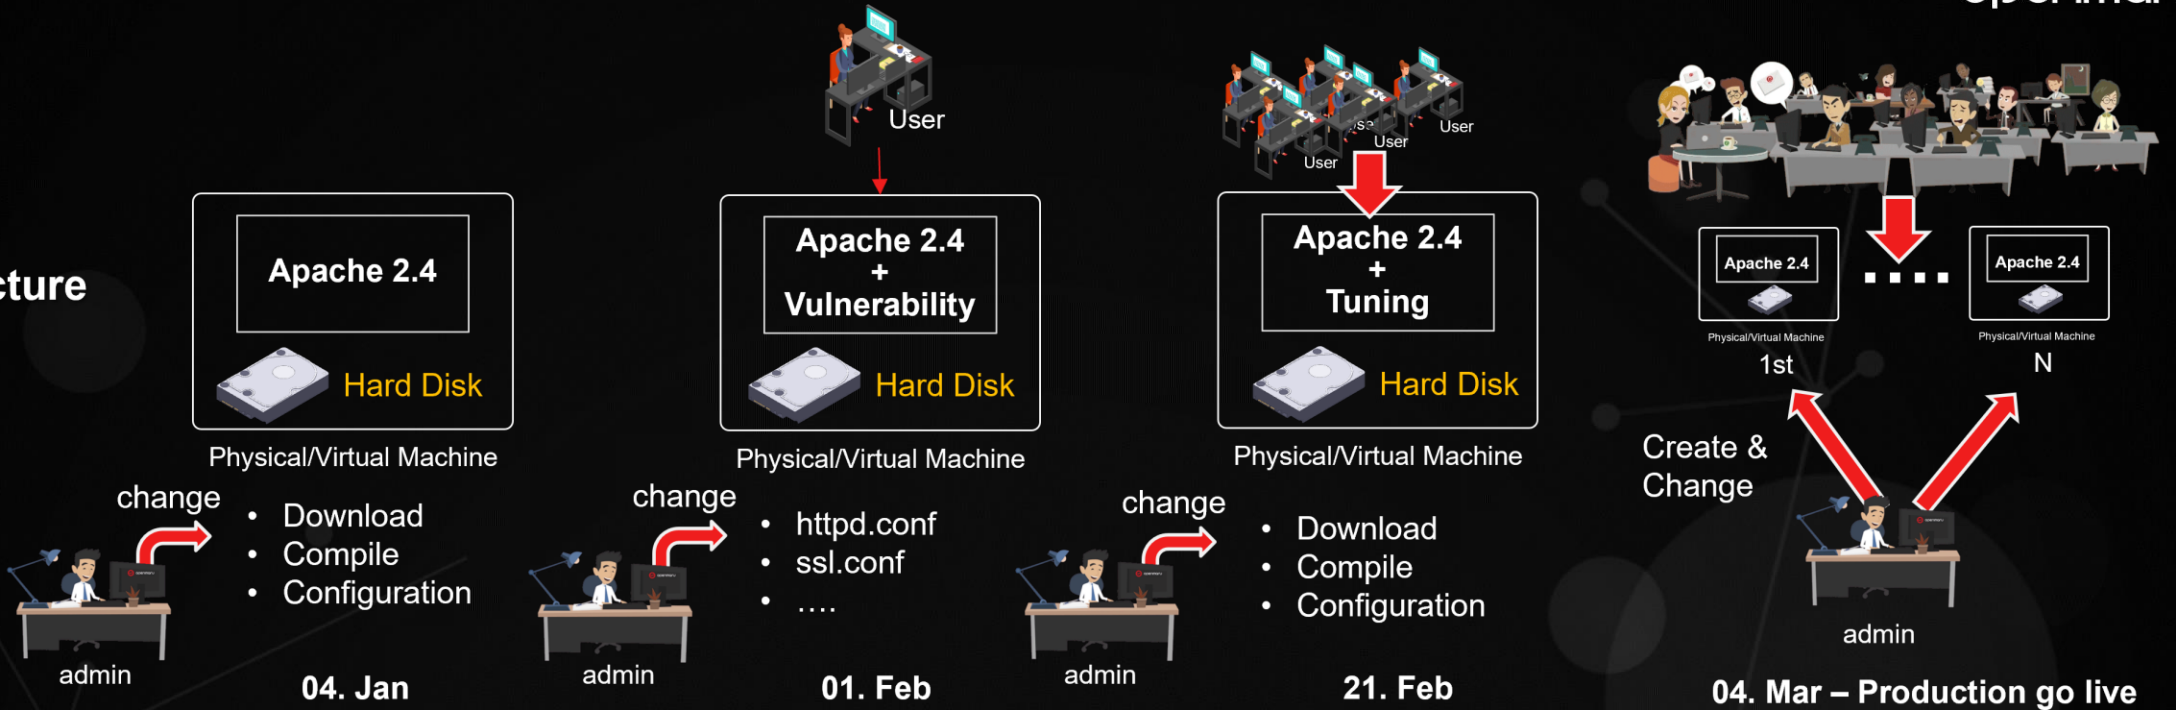 User
User
User
User
Apache 2.4
Apache 2.4
+
Vulnerability
Apache 2.4
+
Tuning
Apache 2.4
Apache 2.4
Hard Disk
Hard Disk
Hard Disk
Physical/Virtual Machine
1st
Physical/Virtual Machine
N
Physical/Virtual Machine
Physical/Virtual Machine
Physical/Virtual Machine
change
• Download
• Compile
• Configuration
change
• httpd.conf
• ssl.conf
• ....
change
• Download
• Compile
• Configuration
Create &
Change
admin
admin
admin
admin
04. Jan
01. Feb
21. Feb
04. Mar – Production go live